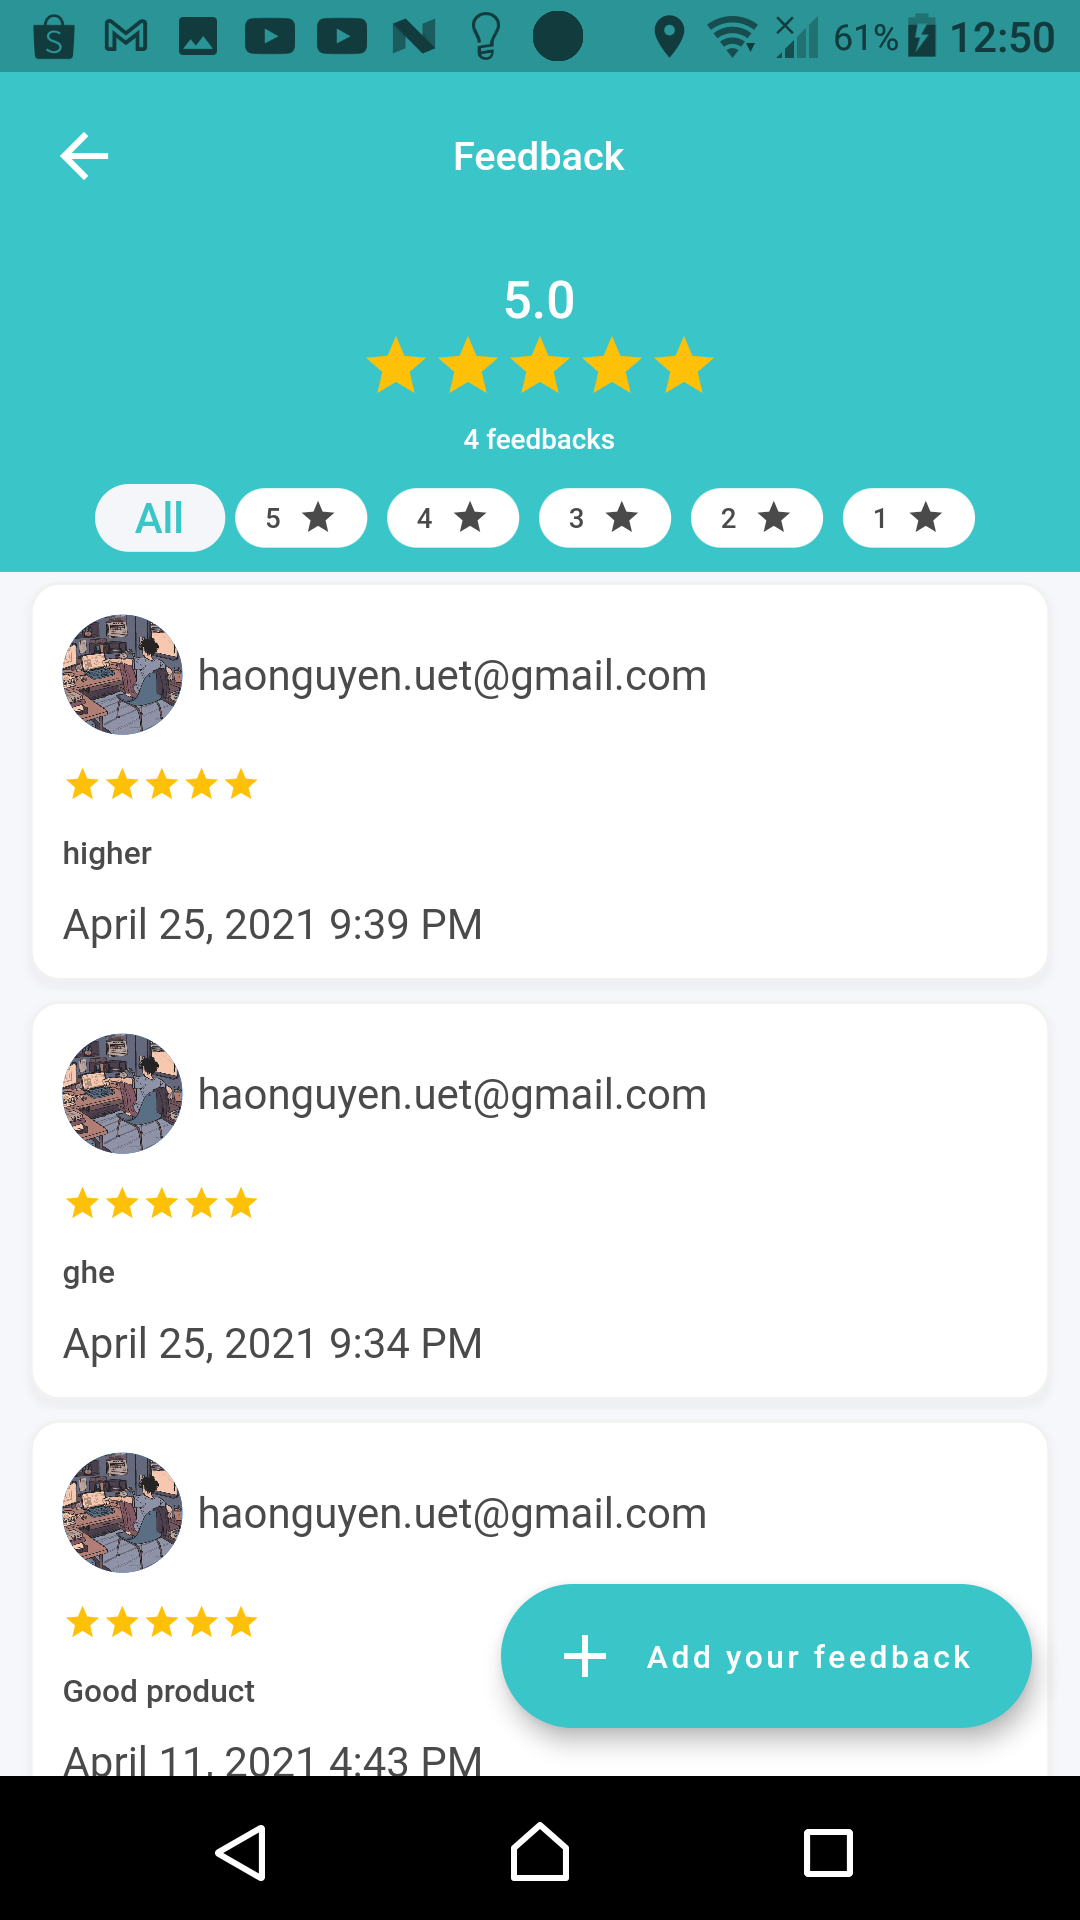 61% 12:50
Feedback
5.0
4 feedbacks
All 5 4 3 2 1
haonguyen.uet@gmail.com
higher
April 25, 2021 9:39 PM
haonguyen.uet@gmail.com
ghe
April 25, 2021 9:34 PM
haonguyen.uet@gmail.com
Good product
Add your feedback
April 11, 2021 4:43 PM